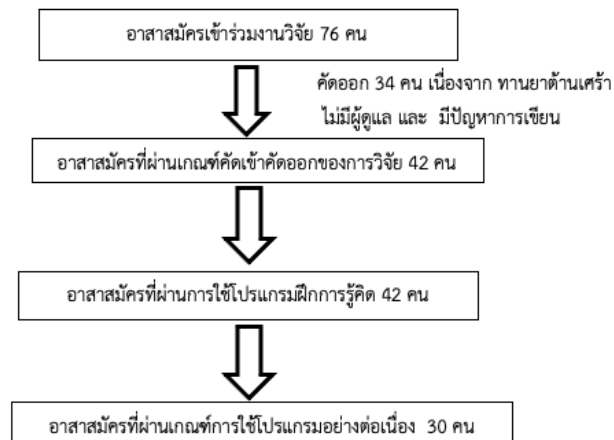 อาสาสมัครเข้าร่วมงานวิจัย 76 คน
คัดออก 34 คน เนื่องจาก ทานยาต้านเศร้า
ไม่มีผู้ดูแล และ มีปัญหาการเขียน
อาสาสมัครที่ผ่านเกณฑ์คัดเข้าคัดออกของการวิจัย 42 คน
อาสาสมัครที่ผ่านการใช้โปรแกรมฝึกการรู้คิด 42 คน
อาสาสมัครที่ผ่านเกณฑ์การใช้โปรแกรมอย่างต่อเนื่อง 30 คน